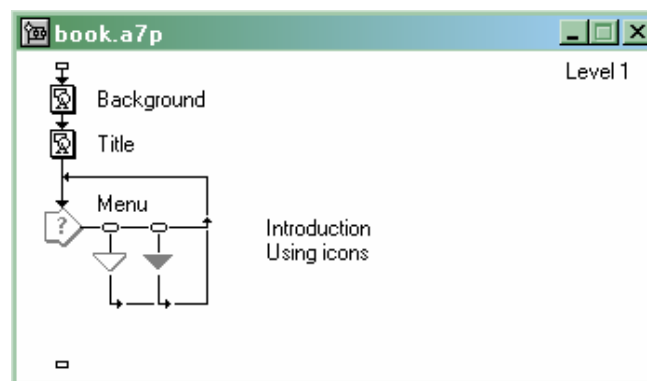 book.a7p
Level 1
Background
Title
Menu
?
Introduction
Using icons